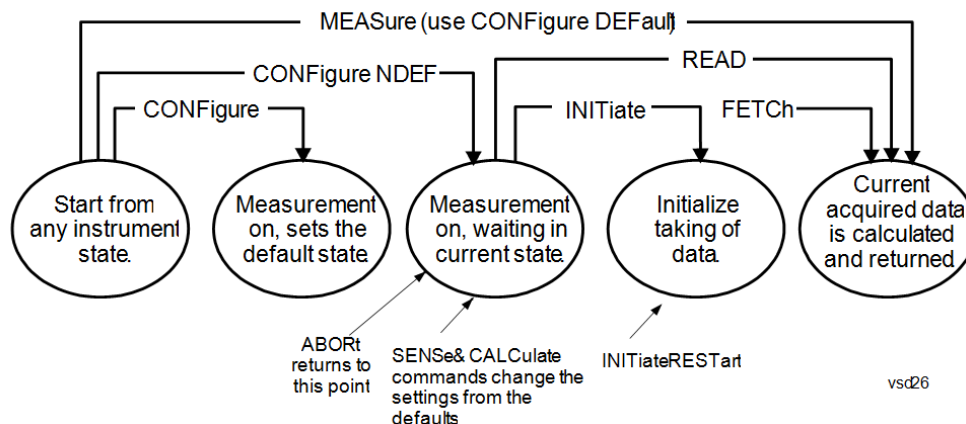 MEASure (use CONFigure DEFault)
READ
CONFigure NDEF
CONFigure
INITiate
FETCh
Start from
any instrument
state.
Measurement
on, sets the
default state.
Measurement
on, waiting in
current state.
Initialize
taking of
data.
Current
acquired data
is calculated
and returned
ABORt
returns to
this point
SENSe& CALCulate
commands change the
settings from the
defaults
INITiateRESTart
vsd26